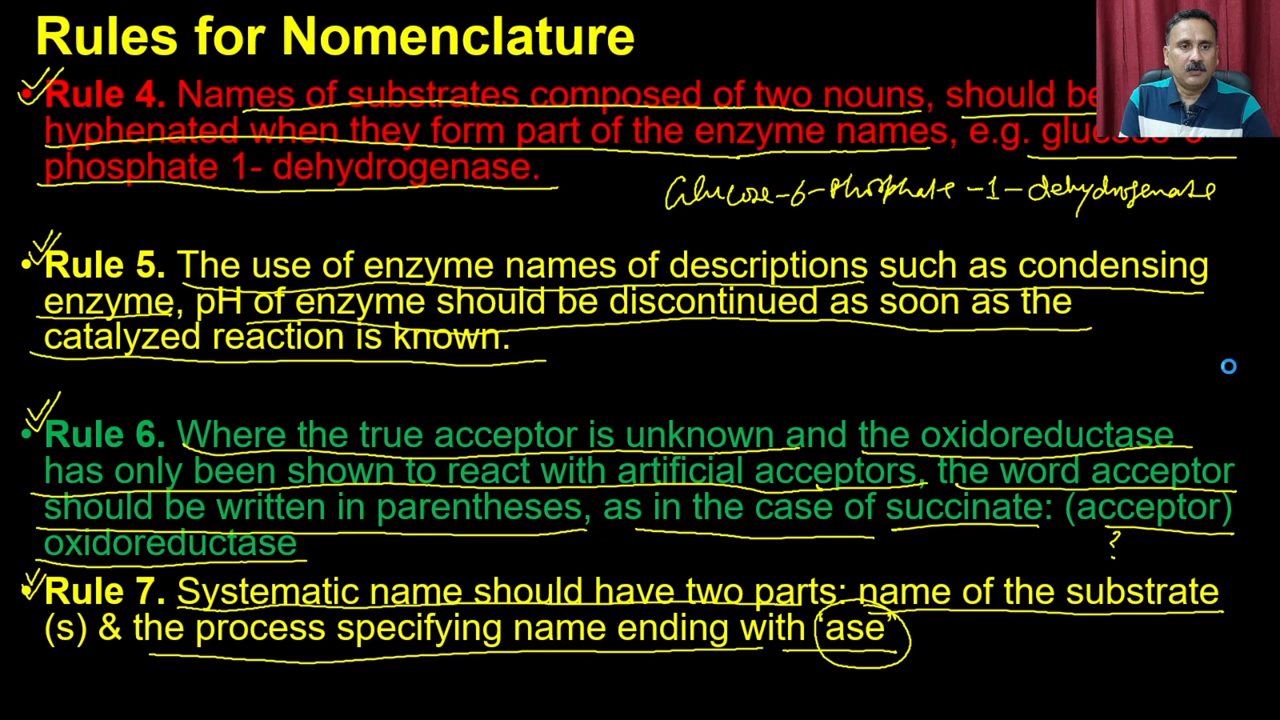 Rules for Nomenclature
• Rule 4. Names of substrates composed of two nouns, should be
hyphenated when they form part of the enzyme names, e.g. glucose-6
phosphate 1- dehydrogenase.
Glucose-6-Phosphate-1-dehydrogenase
• Rule 5. The use of enzyme names of descriptions such as condensing
enzyme, pH of enzyme should be discontinued as soon as the
catalyzed reaction is known.
o
• Rule 6. Where the true acceptor is unknown and the oxidoreductase
has only been shown to react with artificial acceptors, the word acceptor
should be written in parentheses, as in the case of succinate: (acceptor)
oxidoreductase
?
• Rule 7. Systematic name should have two parts: name of the substrate
(s) & the process specifying name ending with ‘ase”